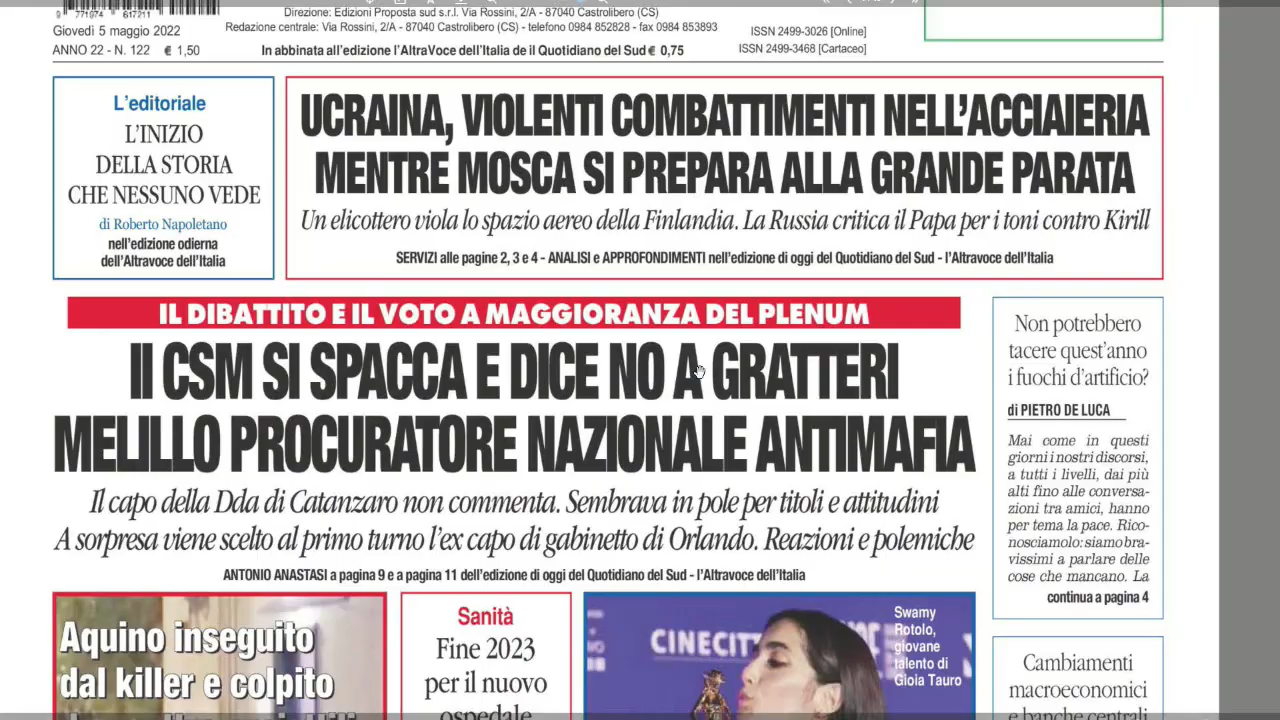 9 771974 617211
Direzione: Edizioni Proposta sud s.r.l. Via Rossini, 2/A - 87040 Castrolibero (CS)
Giovedì 5 maggio 2022
Redazione centrale: Via Rossini, 2/A - 87040 Castrolibero (CS) - telefono 0984 852828 - fax 0984 853893
ISSN 2499-3026 [Online]
ANNO 22 - N. 122 € 1,50
In abbinata all'edizione l'AltraVoce dell'Italia de il Quotidiano del Sud € 0,75
ISSN 2499-3468 [Cartaceo]
L'editoriale
L'INIZIO
DELLA STORIA
CHE NESSUNO VEDE
di Roberto Napoletano
nell'edizione odierna
dell'Altravoce dell'Italia
UCRAINA, VIOLENTI COMBATTIMENTI NELL'ACCIAIERIA
MENTRE MOSCA SI PREPARA ALLA GRANDE PARATA
Un elicottero viola lo spazio aereo della Finlandia. La Russia critica il Papa per i toni contro Kirill
SERVIZI alle pagine 2, 3 e 4 - ANALISI e APPROFONDIMENTI nell'edizione di oggi del Quotidiano del Sud - l'Altravoce dell'Italia
IL DIBATTITO E IL VOTO A MAGGIORANZA DEL PLENUM
Il CSM SI SPACCA E DICE NO A GRATTERI
MELILLO PROCURATORE NAZIONALE ANTIMAFIA
Il capo della Dda di Catanzaro non commenta. Sembrava in pole per titoli e attitudini
A sorpresa viene scelto al primo turno l'ex capo di gabinetto di Orlando. Reazioni e polemiche
ANTONIO ANASTASI a pagina 9 e a pagina 11 dell'edizione di oggi del Quotidiano del Sud - l'Altravoce dell'Italia
Non potrebbero
tacere quest'anno
i fuochi d'artificio?
di PIETRO DE LUCA
Mai come in questi
giorni i nostri discorsi,
a tutti i livelli, dai più
alti fino alle conversa-
zioni tra amici, hanno
per tema la pace. Rico-
nosciamolo: siamo bra-
vissimi a parlare delle
cose che mancano. La
continua a pagina 4
Aquino inseguito
dal killer e colpito
Sanità
Fine 2023
per il nuovo
ospedale
CINECITT
Swamy
Rotolo,
giovane
talento di
Gioia Tauro
Cambiamenti
macroeconomici
e banche centrali